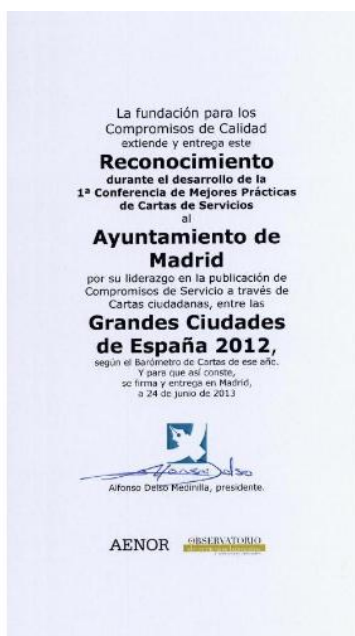 La fundación para los
Compromisos de Calidad
extiende y entrega este
Reconocimiento
durante el desarrollo de la
1ª Conferencia de Mejores Prácticas
de Cartas de Servicios
al
Ayuntamiento de
Madrid
por su liderazgo en la publicación de
Compromisos de Servicio a través de
Cartas ciudadanas, entre las
Grandes Ciudades
de España 2012,
según el Barómetro de Cartas de ese año.
Y para que así conste,
se firma y entrega en Madrid,
a 24 de junio de 2013
Alfonso Delso
Alfonso Delso Medinilla, presidente.
AENOR OBSERVATORIO